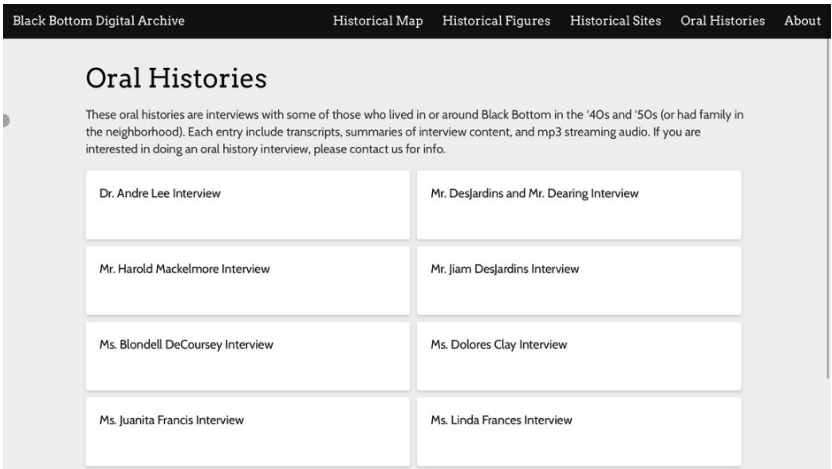 Black Bottom Digital Archive Historical Map Historical Figures Historical Sites Oral Histories About
Oral Histories
These oral histories are interviews with some of those who lived in or around Black Bottom in the '40s and '50s (or had family in
the neighborhood). Each entry include transcripts, summaries of interview content, and mp3 streaming audio. If you are
interested in doing an oral history interview, please contact us for info.
Dr. Andre Lee Interview
Mr. DesJardins and Mr. Dearing Interview
Mr. Harold Mackelmore Interview
Mr. Jiam DesJardins Interview
Ms. Blondell DeCoursey Interview
Ms. Dolores Clay Interview
Ms. Juanita Francis Interview
Ms. Linda Frances Interview